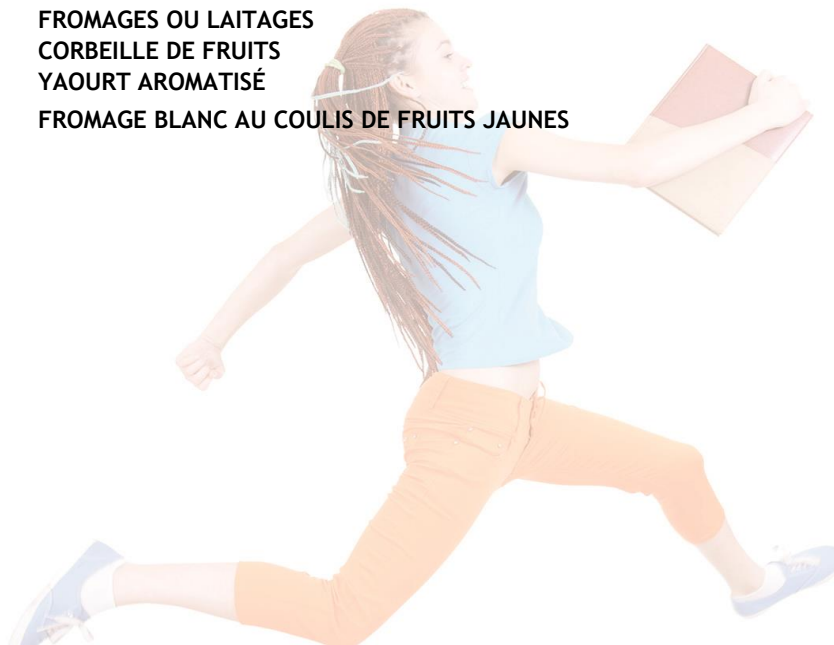 FROMAGES OU LAITAGES
CORBEILLE DE FRUITS
YAOURT AROMATISÉ
FROMAGE BLANC AU COULIS DE FRUITS JAUNES